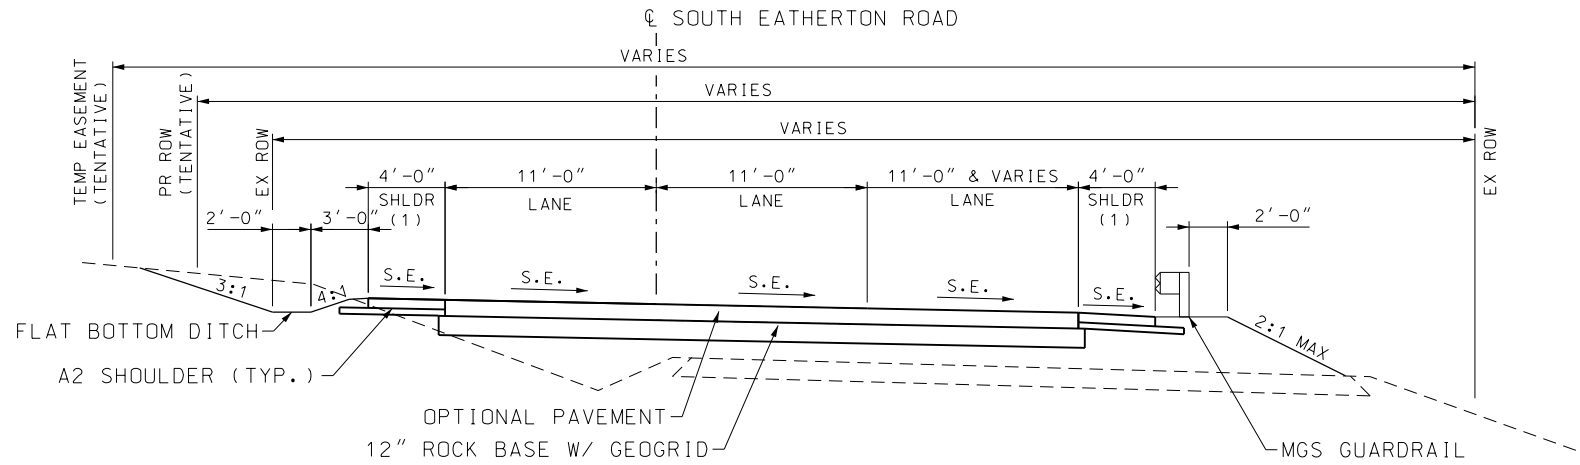 ℄ SOUTH EATHERTON ROAD
VARIES
VARIES
VARIES
TEMP EASEMENT
(TENTATIVE)
PR ROW
(TENTATIVE)
EX ROW
EX ROW
4'-0"
SHLDR
(1)
11'-0"
LANE
11'-0"
LANE
11'-0" & VARIES
LANE
4'-0"
SHLDR
(1)
2'-0"
3'-0"
2'-0"
3:1
4:1
S.E.
S.E.
S.E.
S.E.
S.E.
2:1 MAX
FLAT BOTTOM DITCH
A2 SHOULDER (TYP.)
OPTIONAL PAVEMENT
12" ROCK BASE W/ GEOGRID
MGS GUARDRAIL